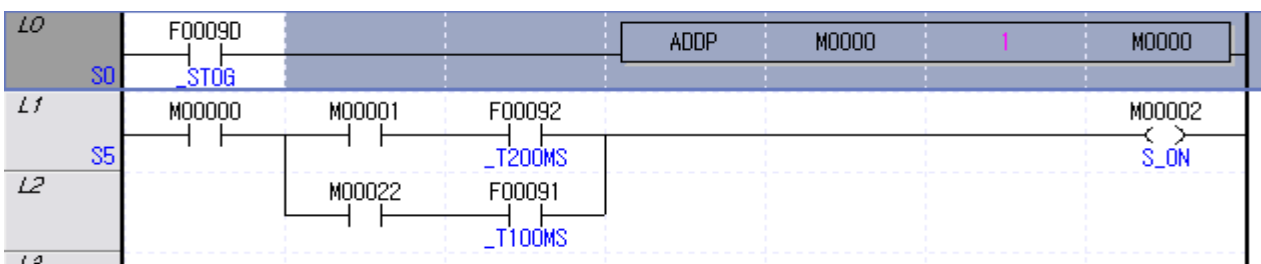 L0 F0009D ADDP M0000 1 M0000
S0 _STOG
L1 M00000 M00001 F00092 M00002
S5 _T200MS S_ON
L2 M00022 F00091
_T100MS